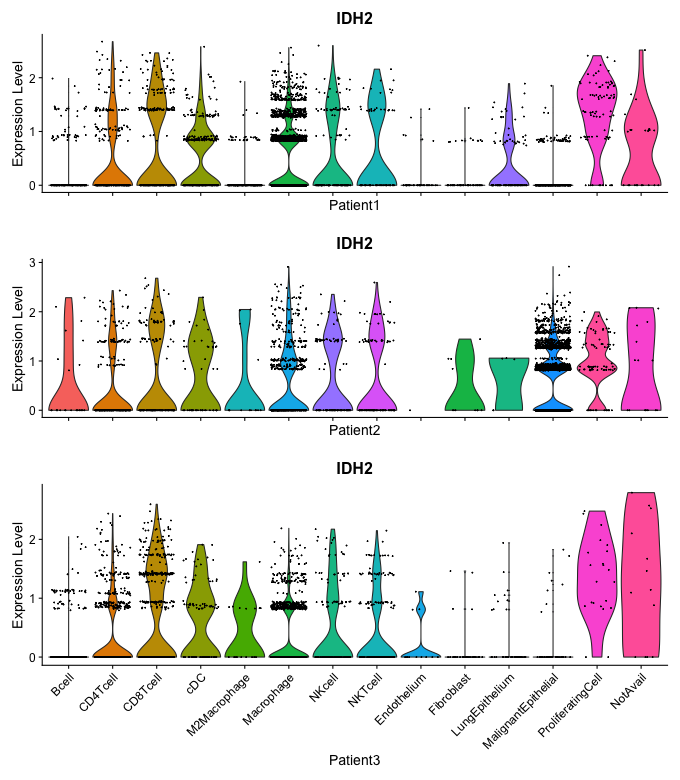 IDH2
Expression Level
2
1
0
Patient1
IDH2
Expression Level
3
2
1
0
Patient2
IDH2
Expression Level
2
1
0
Bcell
CD4Tcell
CD8Tcell
cDC
M2Macrophage
Macrophage
NKcell
NKTcell
Endothelium
Fibroblast
LungEpithelium
MalignantEpithelial
ProliferatingCell
NotAvail
Patient3